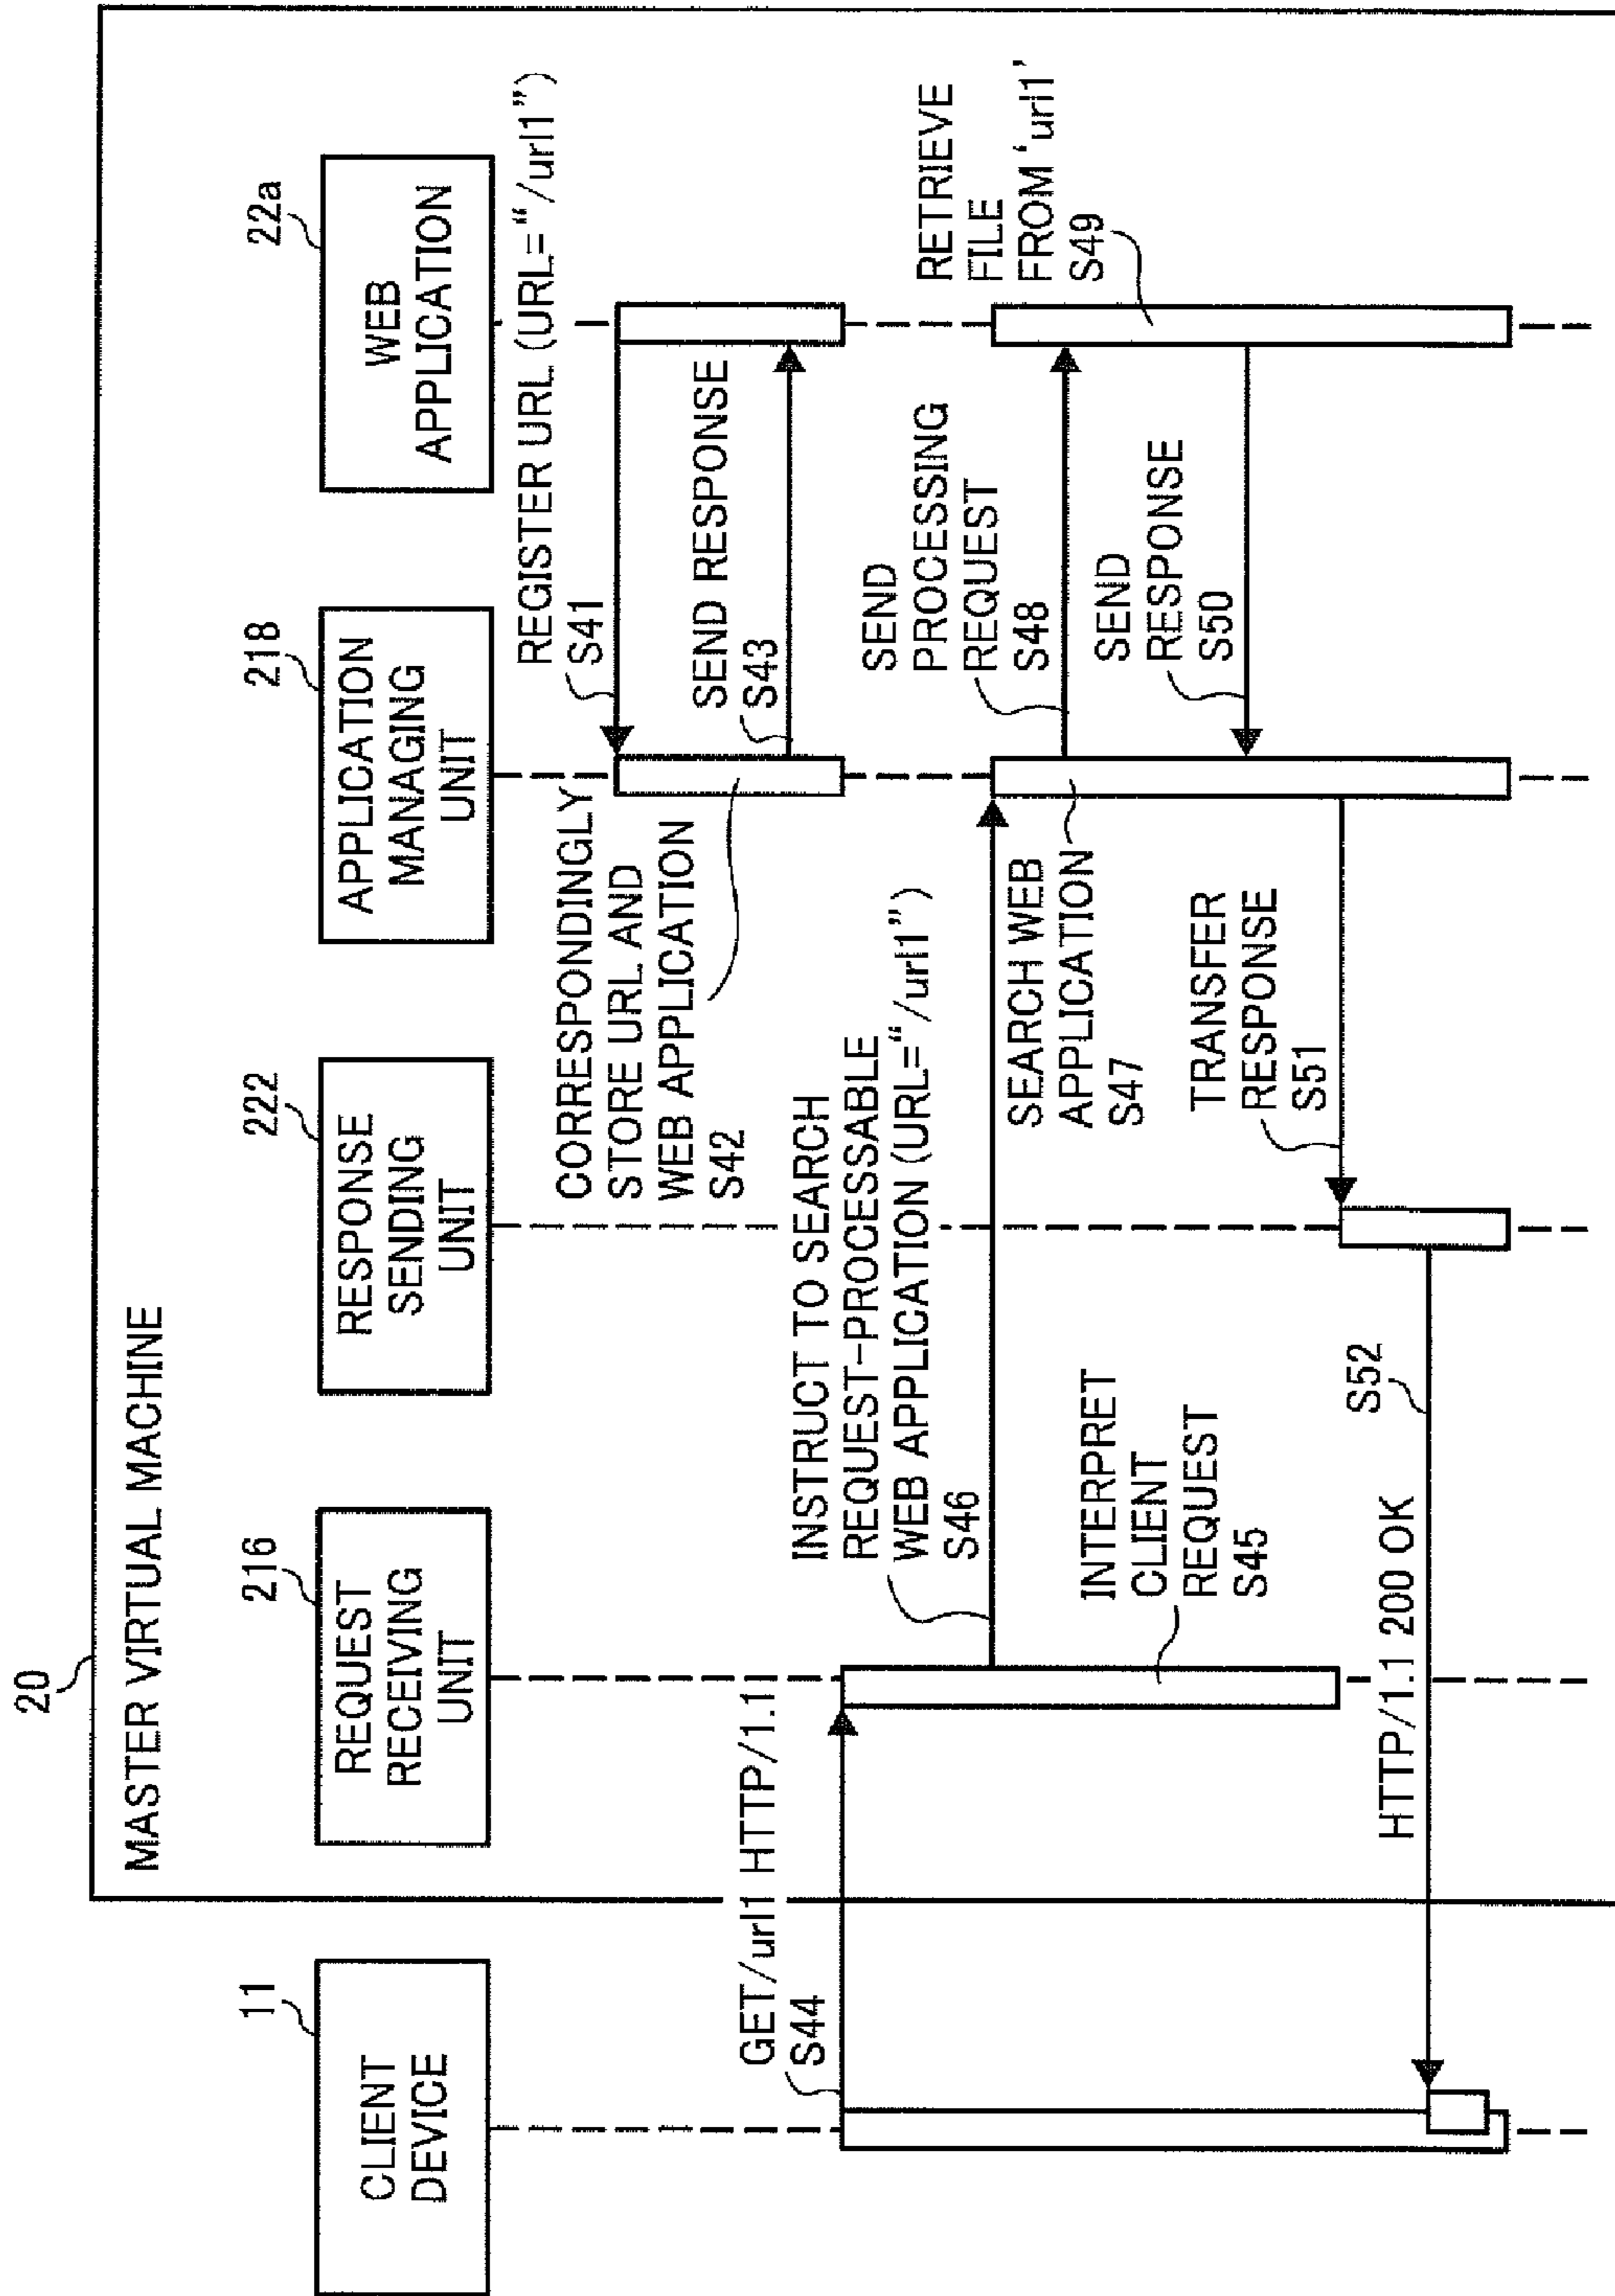 20
MASTER VIRTUAL MACHINE
11
CLIENT
DEVICE
216
REQUEST
RECEIVING
UNIT
222
RESPONSE
SENDING
UNIT
218
APPLICATION
MANAGING
UNIT
22a
WEB
APPLICATION
REGISTER URL (URL=“/url1”)
S41
CORRESPONDINGLY
STORE URL AND
WEB APPLICATION
S42
SEND RESPONSE
S43
GET/url1 HTTP/1.1
S44
INTERPRET
CLIENT
REQUEST
S45
INSTRUCT TO SEARCH
REQUEST-PROCESSABLE
WEB APPLICATION (URL=“/url1”)
S46
SEARCH WEB
APPLICATION
S47
SEND
PROCESSING
REQUEST
S48
RETRIEVE
FILE
FROM ‘url1’
S49
SEND
RESPONSE
S50
TRANSFER
RESPONSE
S51
HTTP/1.1 200 OK
S52